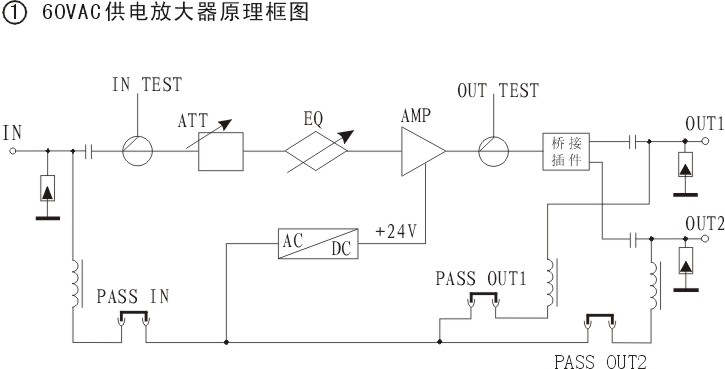 ① 60VAC供电放大器原理框图
IN TEST
OUT TEST
IN
ATT
EQ
AMP
OUT1
桥接
插件
OUT2
AC
DC
+24V
PASS IN
PASS OUT1
PASS OUT2